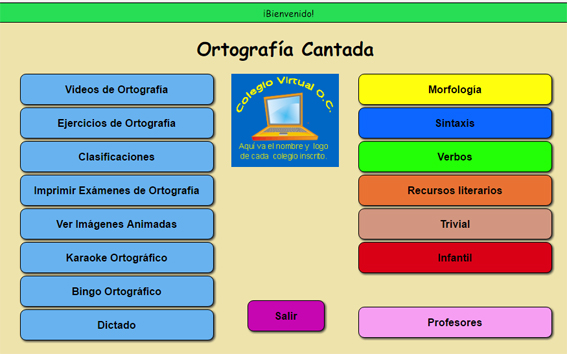 ¡Bienvenido!
Ortografía Cantada
Videos de Ortografía
Ejercicios de Ortografía
Clasificaciones
Imprimir Exámenes de Ortografía
Ver Imágenes Animadas
Karaoke Ortográfico
Bingo Ortográfico
Dictado
Colegio Virtual O.C.
Aquí va el nombre y logo
de cada colegio inscrito.
Salir
Morfología
Sintaxis
Verbos
Recursos literarios
Trivial
Infantil
Profesores